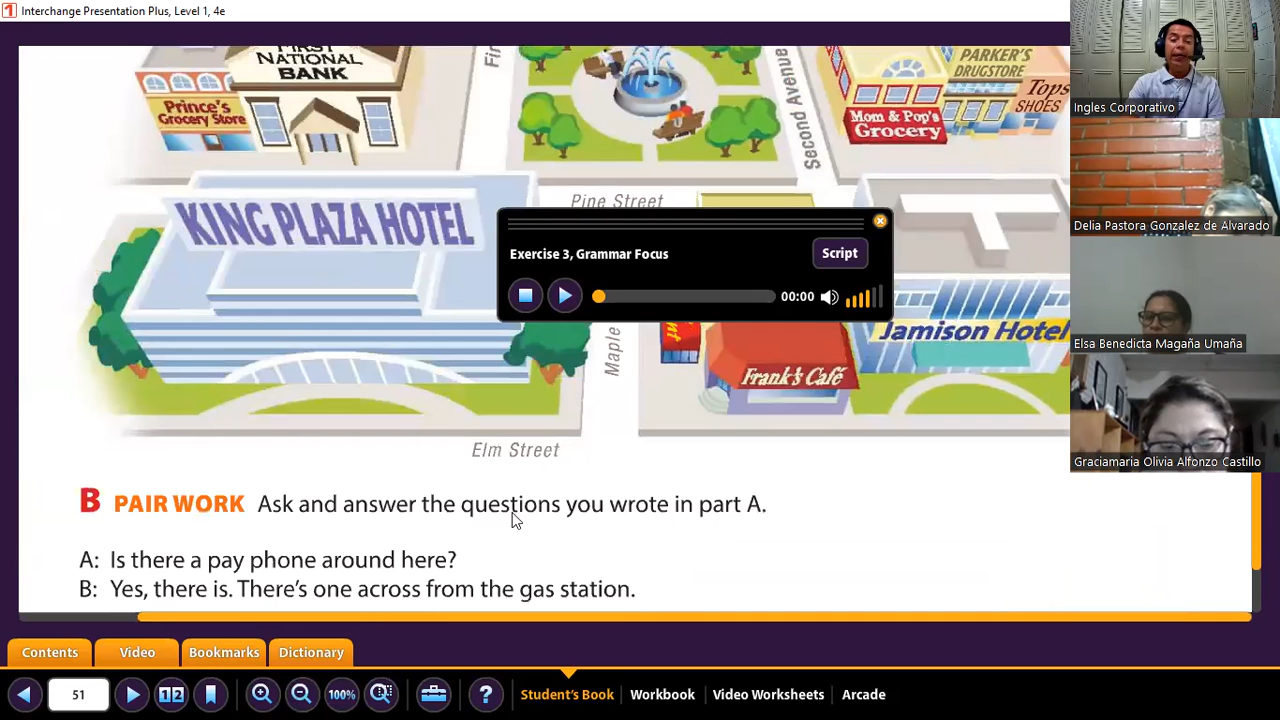 Interchange Presentation Plus, Level 1, 4e
FIRST
NATIONAL
BANK
Prince's
Grocery Store
Second Avenue
PARKER'S
DRUGSTORE
Tops
SHOES
Mom & Pop's
Grocery
Pine Street
KING PLAZA HOTEL
Exercise 3, Grammar Focus
Script
00:00
Maple
Jamison Hotel
Frank's Café
Elm Street
B PAIR WORK Ask and answer the questions you wrote in part A.
A: Is there a pay phone around here?
B: Yes, there is. There's one across from the gas station.
Ingles Corporativo
Delia Pastora Gonzalez de Alvarado
Elsa Benedicta Magaña Umaña
Graciamaria Olivia Alfonzo Castillo
Contents Video Bookmarks Dictionary
51 1 2 100% ? Student's Book Workbook Video Worksheets Arcade